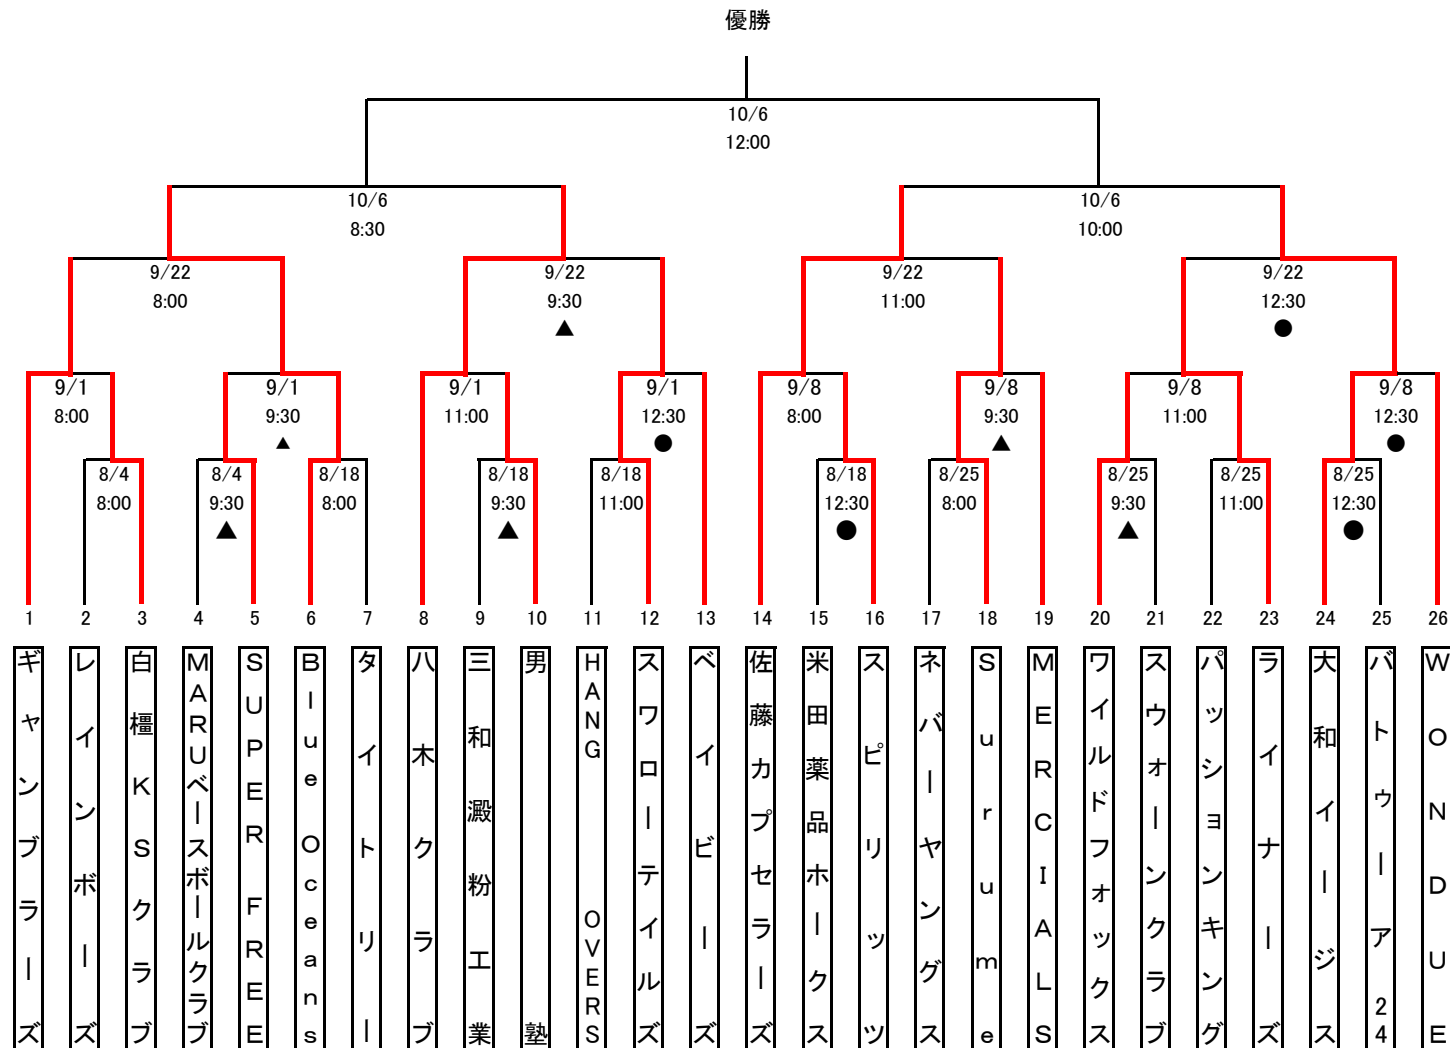 優勝
10/6
12:00
10/6
8:30
10/6
10:00
9/22
8:00
9/22
9:30
▲
9/22
11:00
9/22
12:30
●
9/1
8:00
9/1
9:30
▲
9/1
11:00
9/1
12:30
●
9/8
8:00
9/8
9:30
▲
9/8
11:00
9/8
12:30
●
8/4
8:00
8/4
9:30
▲
8/18
8:00
8/18
9:30
▲
8/18
11:00
8/18
12:30
●
8/25
8:00
8/25
9:30
▲
8/25
11:00
8/25
12:30
●
1 2 3 4 5 6 7 8 9 10 11 12 13 14 15 16 17 18 19 20 21 22 23 24 25 26
ギャンブラーズ
レインボーズ
白橿KSクラブ
MARUベースボールクラブ
SUPER FREE
Blue Oceans
タイトリー
八木クラブ
三和澱粉工業
男塾
HANG OVERS
スワローテイルズ
ベイビーズ
佐藤カプセラーズ
米田薬品ホークス
スピリッツ
ネバーヤングス
Surume
MERCIALS
ワイルドフォックス
スウォーンクラブ
パッションキング
ライナーズ
大和イージス
バトゥーア24
WONDUE